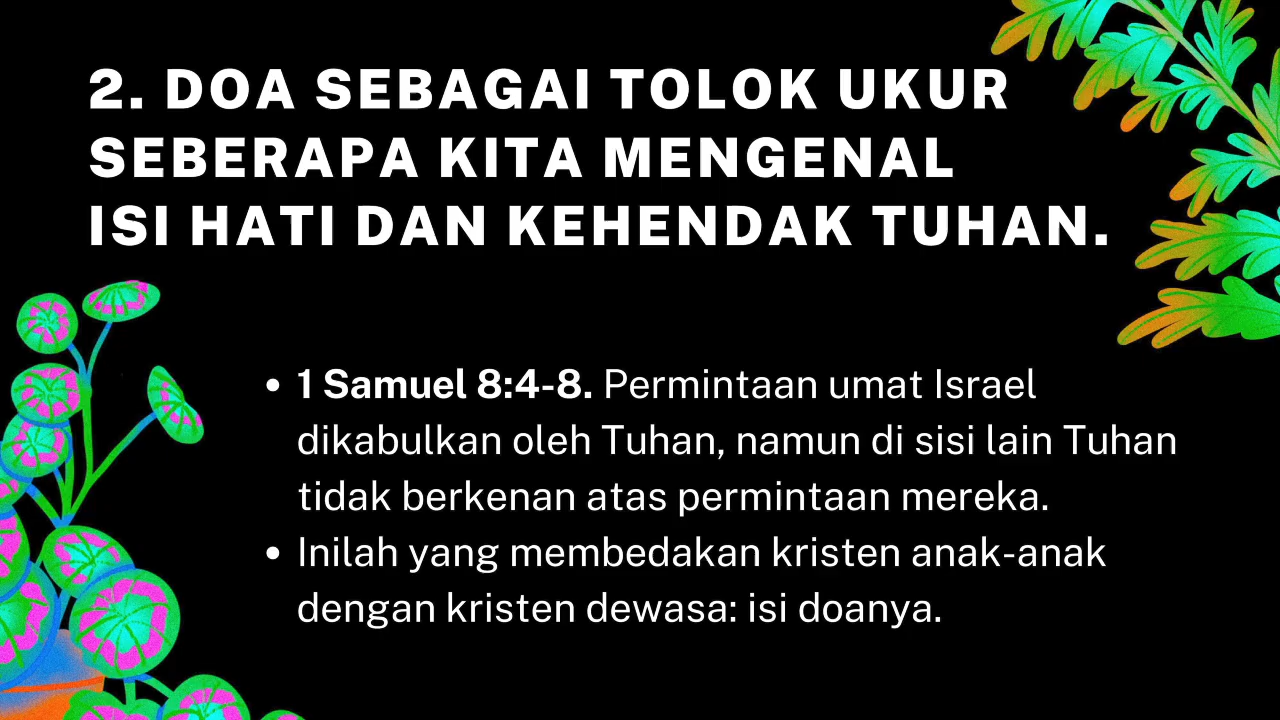 2. DOA SEBAGAI TOLOK UKUR
SEBERAPA KITA MENGENAL
ISI HATI DAN KEHENDAK TUHAN.
• 1 Samuel 8:4-8. Permintaan umat Israel
dikabulkan oleh Tuhan, namun di sisi lain Tuhan
tidak berkenan atas permintaan mereka.
• Inilah yang membedakan kristen anak-anak
dengan kristen dewasa: isi doanya.